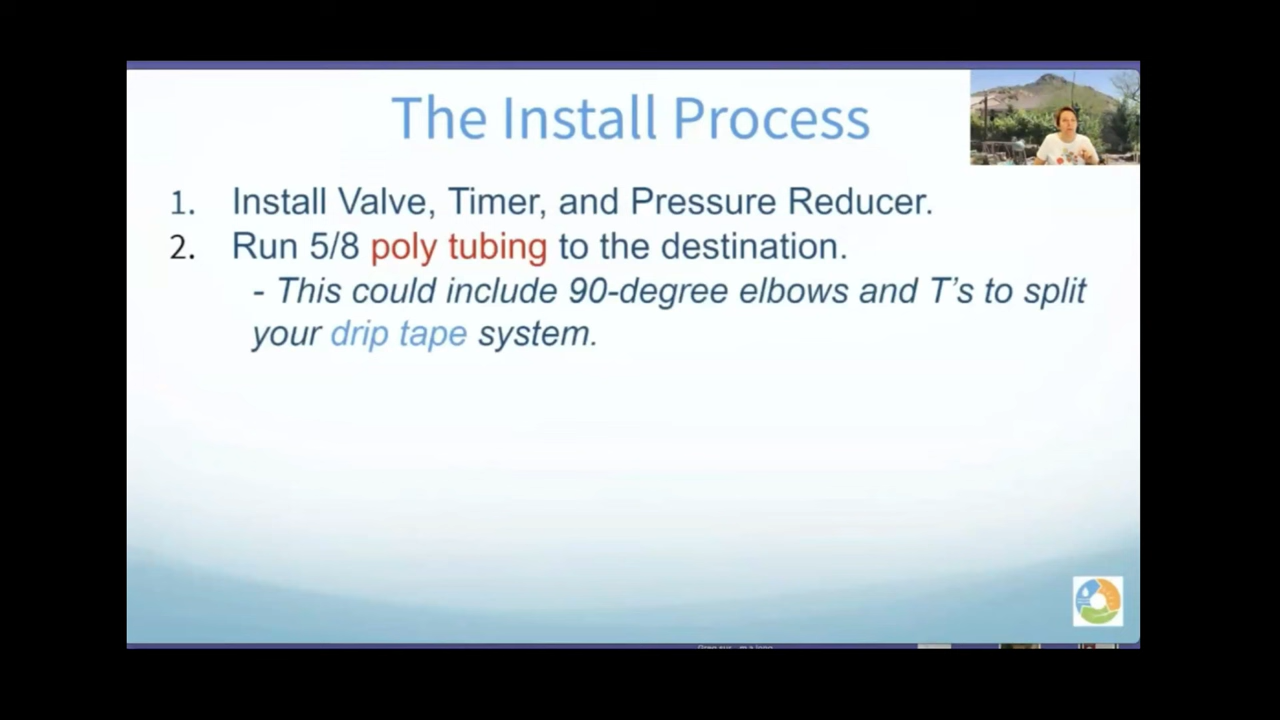 The Install Process
1. Install Valve, Timer, and Pressure Reducer.
2. Run 5/8 poly tubing to the destination.
- This could include 90-degree elbows and T’s to split
your drip tape system.